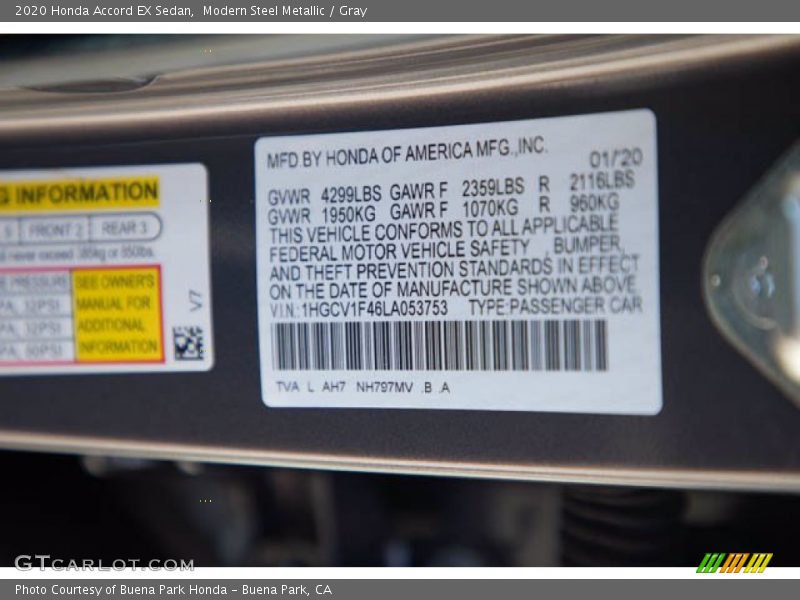 2020 Honda Accord EX Sedan,  Modern Steel Metallic / Gray
MFD.BY HONDA OF AMERICA MFG.,INC.
01/20
GVWR 4299LBS GAWR F 2359LBS R 2116LBS
GVWR 1950KG GAWR F 1070KG R 960KG
THIS VEHICLE CONFORMS TO ALL APPLICABLE
FEDERAL MOTOR VEHICLE SAFETY , BUMPER,
AND THEFT PREVENTION STANDARDS IN EFFECT
ON THE DATE OF MANUFACTURE SHOWN ABOVE.
VIN:1HGCV1F46LA053753 TYPE:PASSENGER CAR
TVA L AH7 NH797MV .B .A
G INFORMATION
FRONT 2 REAR 3
PRESSURE
32PSI
32PSI
SEE OWNER'S
MANUAL FOR
ADDITIONAL
INFORMATION
V7
GTCARLOT.COM
Photo Courtesy of Buena Park Honda - Buena Park, CA